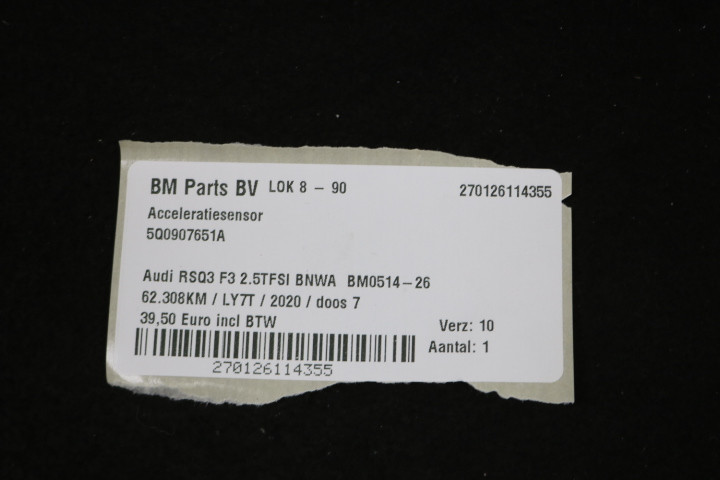 BM Parts BV LOK 8 - 90 270126114355
Acceleratiesensor
5Q0907651A
Audi RSQ3 F3 2.5TFSI BNWA BM0514-26
62.308KM / LY7T / 2020 / doos 7
39,50 Euro incl BTW
Verz: 10
Aantal: 1
270126114355